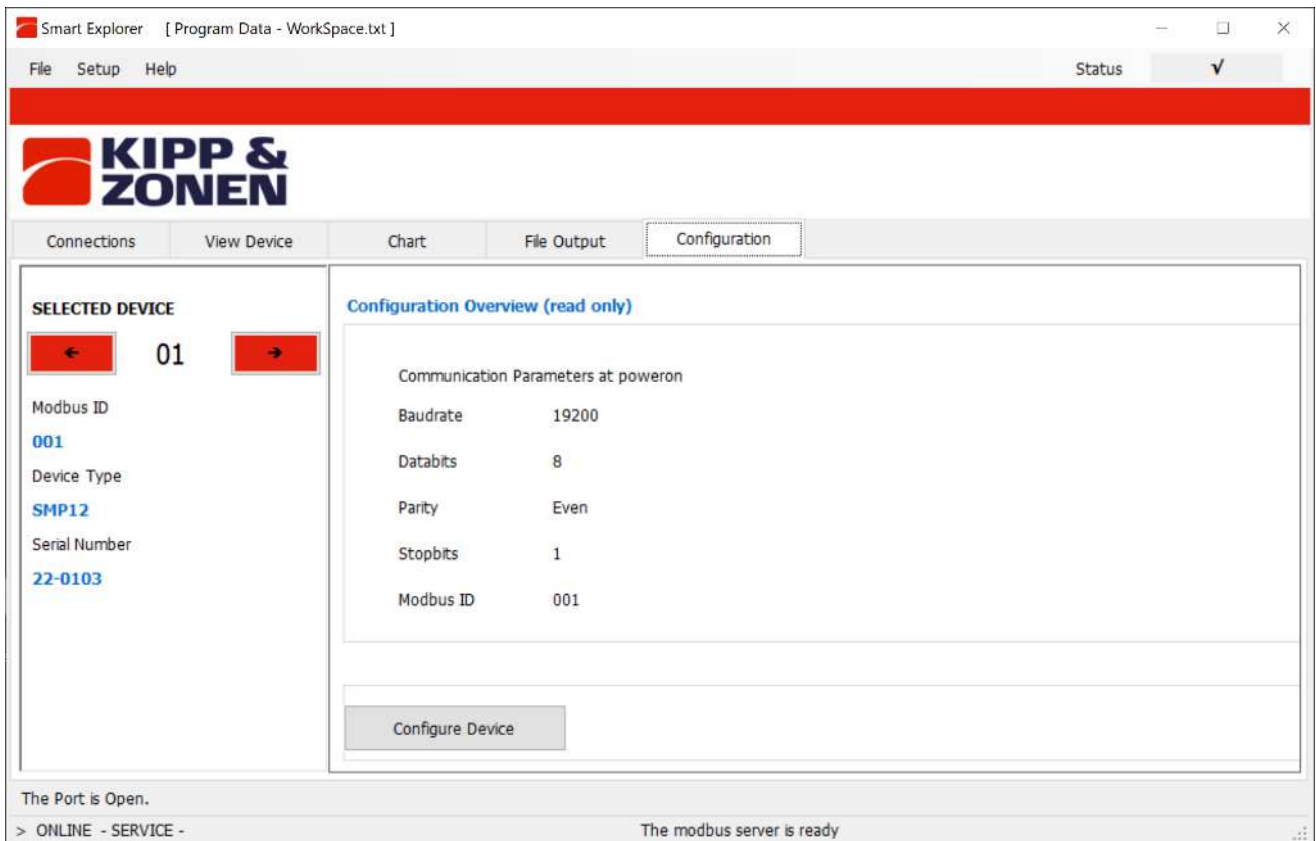 Smart Explorer [ Program Data - WorkSpace.txt ]
File Setup Help Status √
KIPP &
ZONEN
Connections View Device Chart File Output Configuration
SELECTED DEVICE
01
Modbus ID
001
Device Type
SMP12
Serial Number
22-0103
Configuration Overview (read only)
Communication Parameters at poweron
Baudrate 19200
Databits 8
Parity Even
Stopbits 1
Modbus ID 001
Configure Device
The Port is Open.
> ONLINE - SERVICE - The modbus server is ready